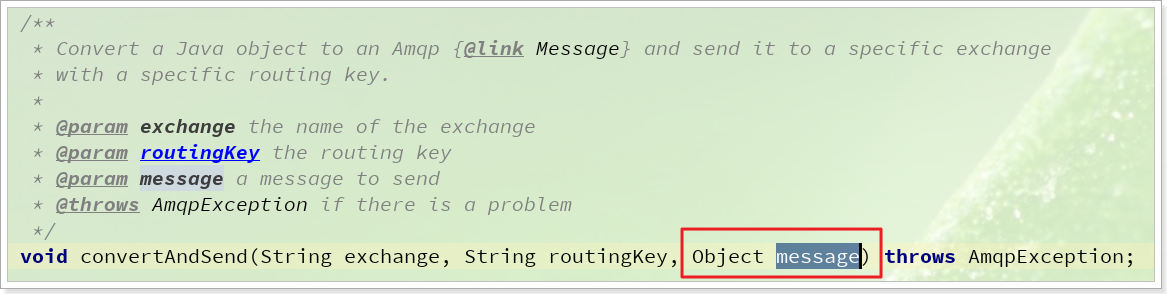 /**
* Convert a Java object to an Amqp {@link Message} and send it to a specific exchange
* with a specific routing key.
*
* @param exchange the name of the exchange
* @param routingKey the routing key
* @param message a message to send
* @throws AmqpException if there is a problem
*/
void convertAndSend(String exchange, String routingKey, Object message) throws AmqpException;